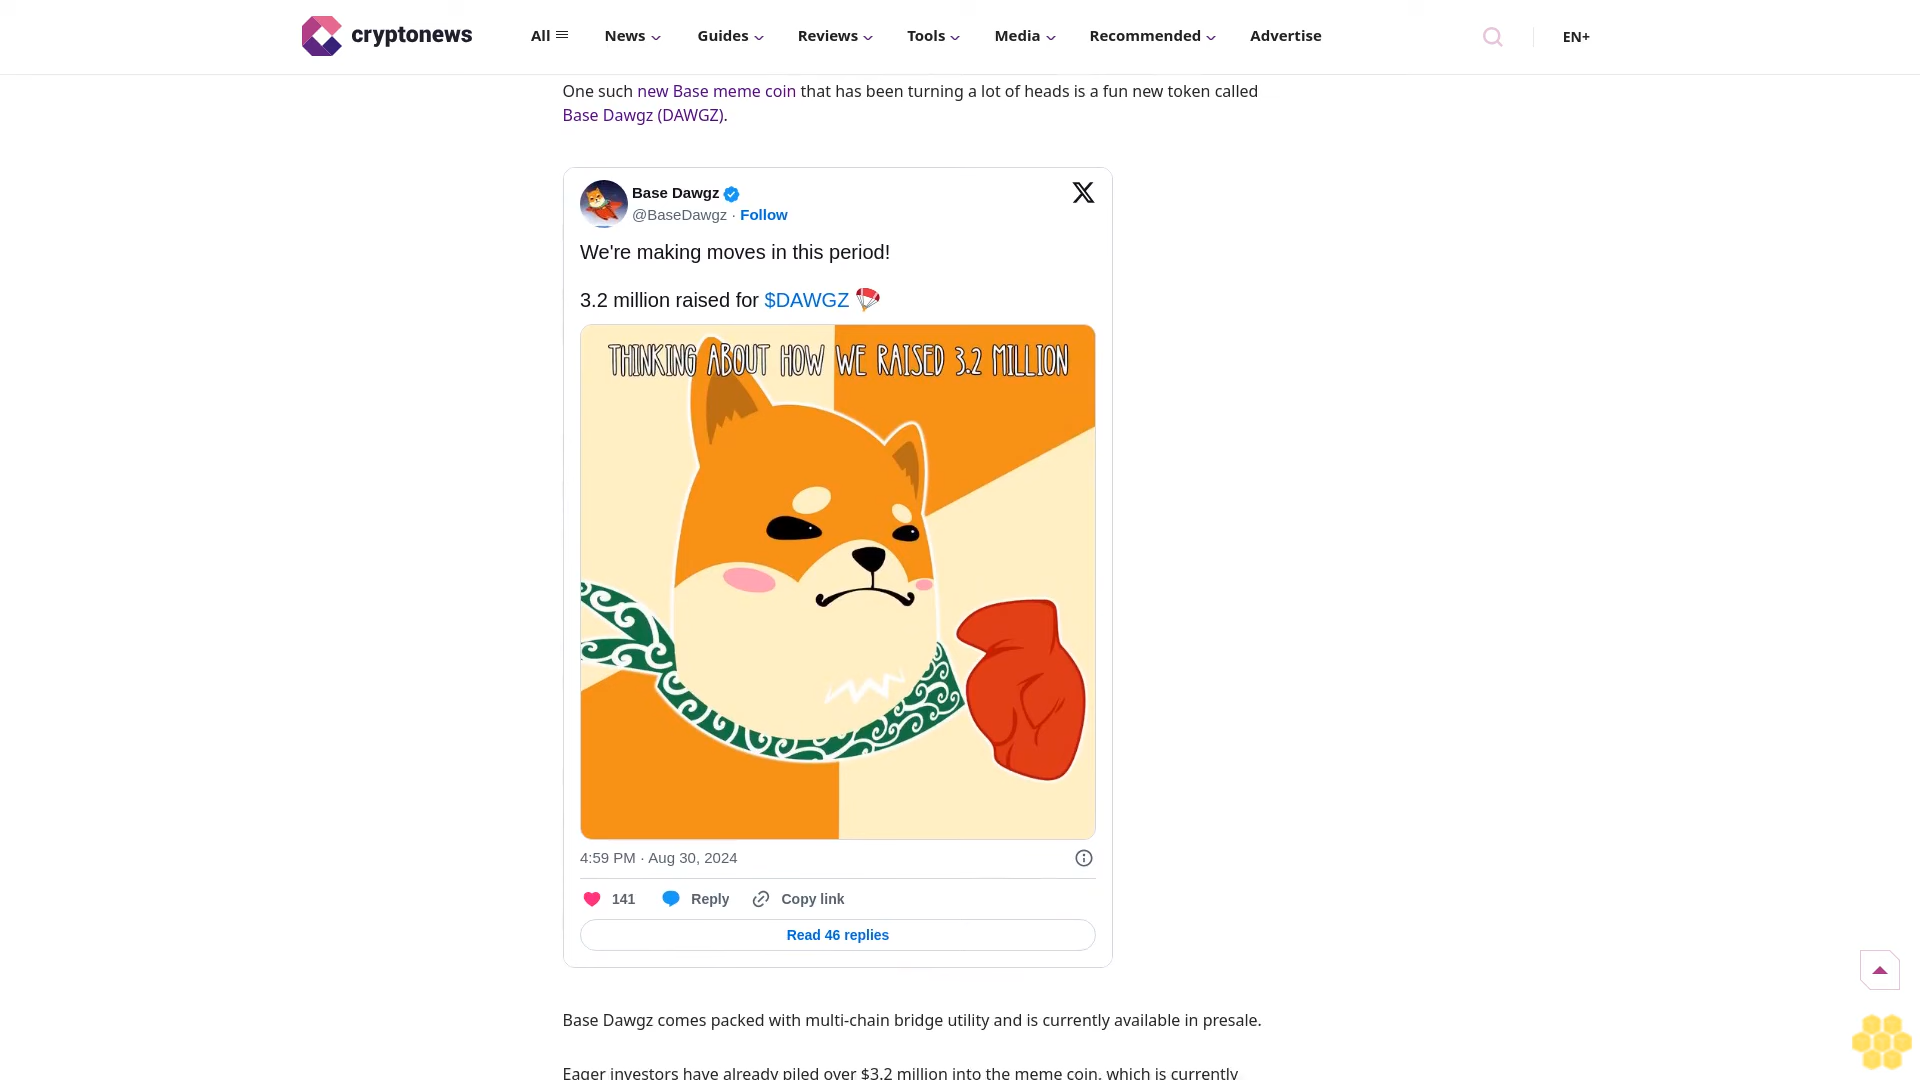 cryptonews
All
News
Guides
Reviews
Tools
Media
Recommended
Advertise
EN+
One such new Base meme coin that has been turning a lot of heads is a fun new token called
Base Dawgz (DAWGZ).
Base Dawgz
@BaseDawgz · Follow
We're making moves in this period!
3.2 million raised for $DAWGZ
THINKING ABOUT HOW WE RAISED 3.2 MILLION
4:59 PM · Aug 30, 2024
141
Reply
Copy link
Read 46 replies
Base Dawgz comes packed with multi-chain bridge utility and is currently available in presale.
Eager investors have already piled over $3.2 million into the meme coin, which is currently